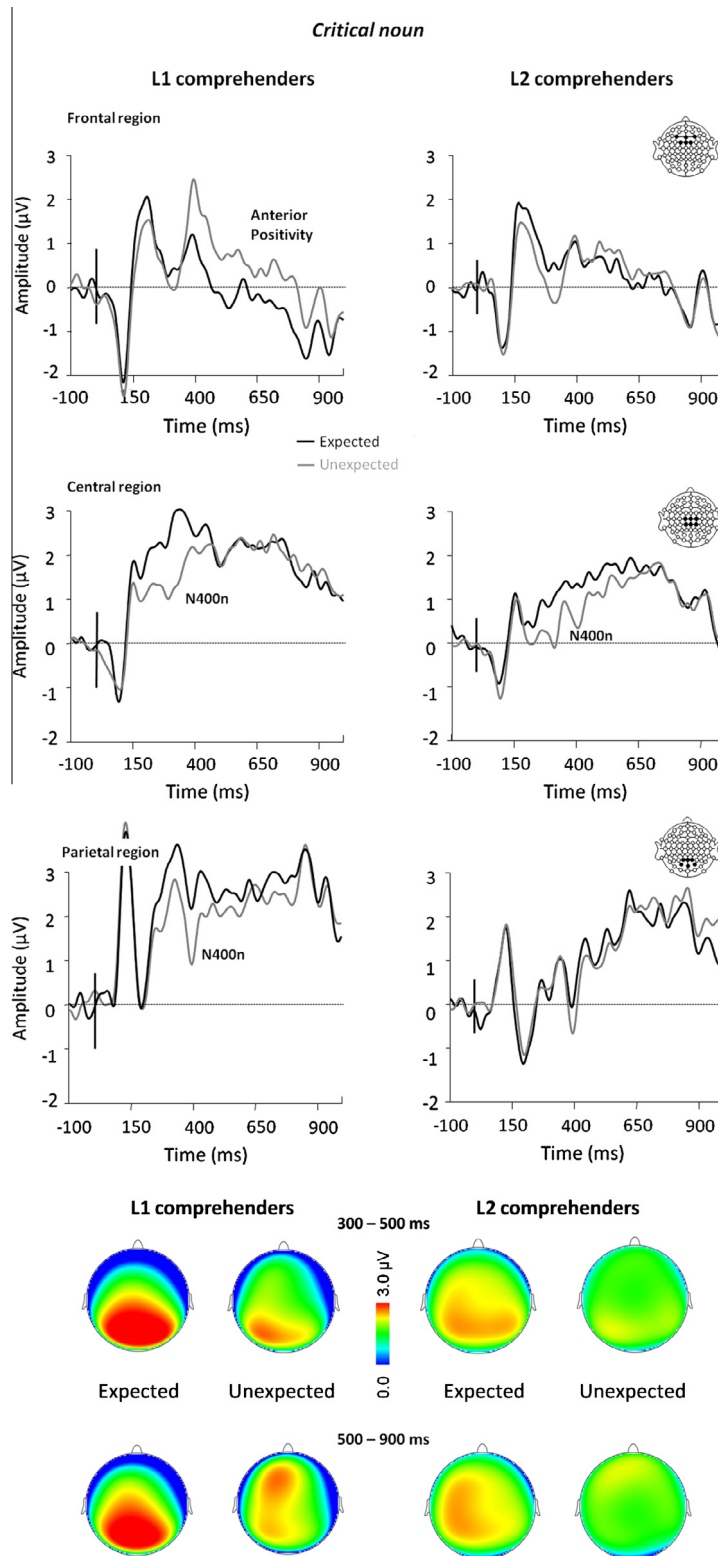 Critical noun
L1 comprehenders
L2 comprehenders
Frontal region
Amplitude (µV)
3
2
1
0
-1
-2
Anterior
Positivity
-100 150 400 650 900
Time (ms)
3
2
1
0
-1
-2
-100 150 400 650 900
Time (ms)
Expected
Unexpected
Central region
Amplitude (µV)
3
2
1
0
-1
-2
N400n
-100 150 400 650 900
Time (ms)
3
2
1
0
-1
-2
N400n
-100 150 400 650 900
Time (ms)
Parietal region
Amplitude (µV)
3
2
1
0
-1
-2
N400n
-100 150 400 650 900
Time (ms)
3
2
1
0
-1
-2
-100 150 400 650 900
Time (ms)
L1 comprehenders
L2 comprehenders
300 – 500 ms
3.0 µV
0.0
Expected
Unexpected
Expected
Unexpected
500 – 900 ms